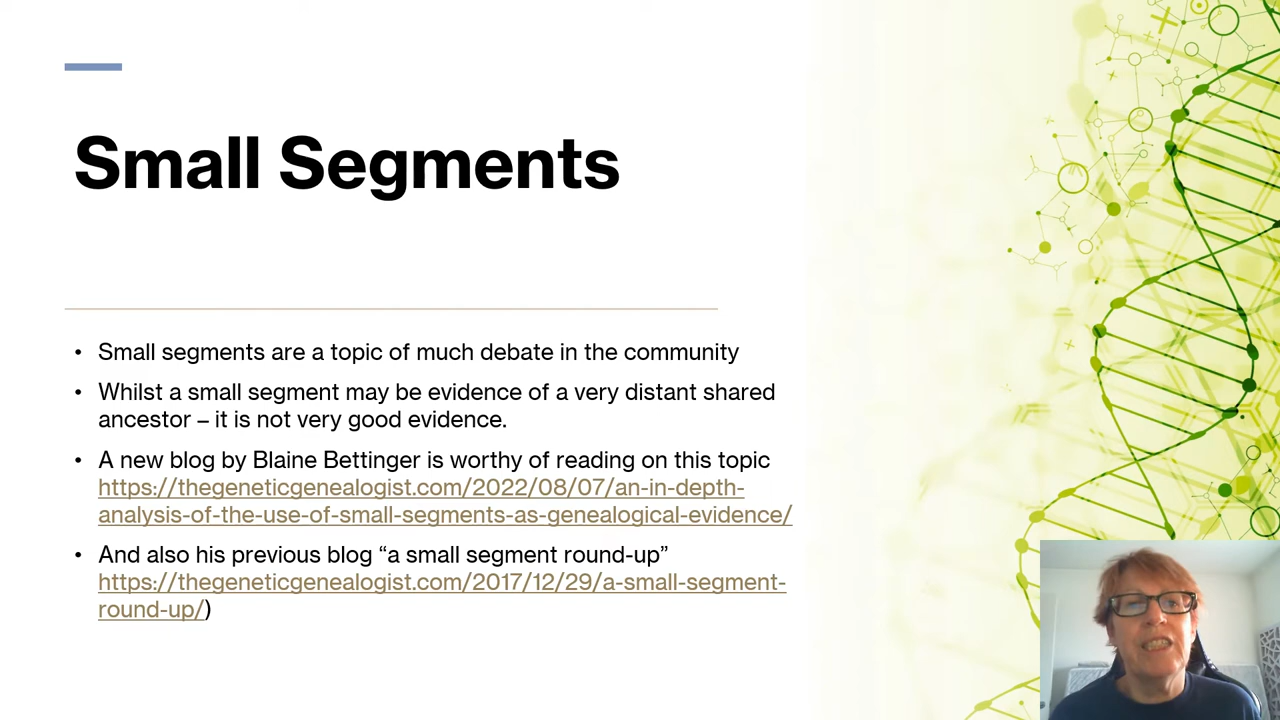 Small Segments
• Small segments are a topic of much debate in the community
• Whilst a small segment may be evidence of a very distant shared
ancestor – it is not very good evidence.
• A new blog by Blaine Bettinger is worthy of reading on this topic
https://thegeneticgenealogist.com/2022/08/07/an-in-depth-
analysis-of-the-use-of-small-segments-as-genealogical-evidence/
• And also his previous blog “a small segment round-up”
https://thegeneticgenealogist.com/2017/12/29/a-small-segment-
round-up/)